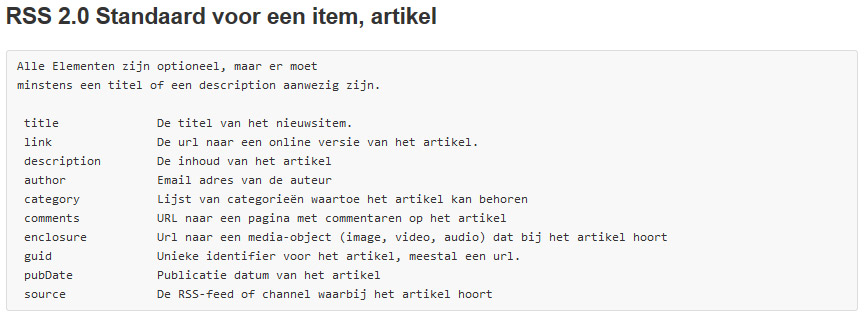 RSS 2.0 Standaard voor een item, artikel
Alle Elementen zijn optioneel, maar er moet
minstens een titel of een description aanwezig zijn.
title De titel van het nieuwsitem.
link De url naar een online versie van het artikel.
description De inhoud van het artikel
author Email adres van de auteur
category Lijst van categorieën waartoe het artikel kan behoren
comments URL naar een pagina met commentaren op het artikel
enclosure Url naar een media-object (image, video, audio) dat bij het artikel hoort
guid Unieke identifier voor het artikel, meestal een url.
pubDate Publicatie datum van het artikel
source De RSS-feed of channel waarbij het artikel hoort